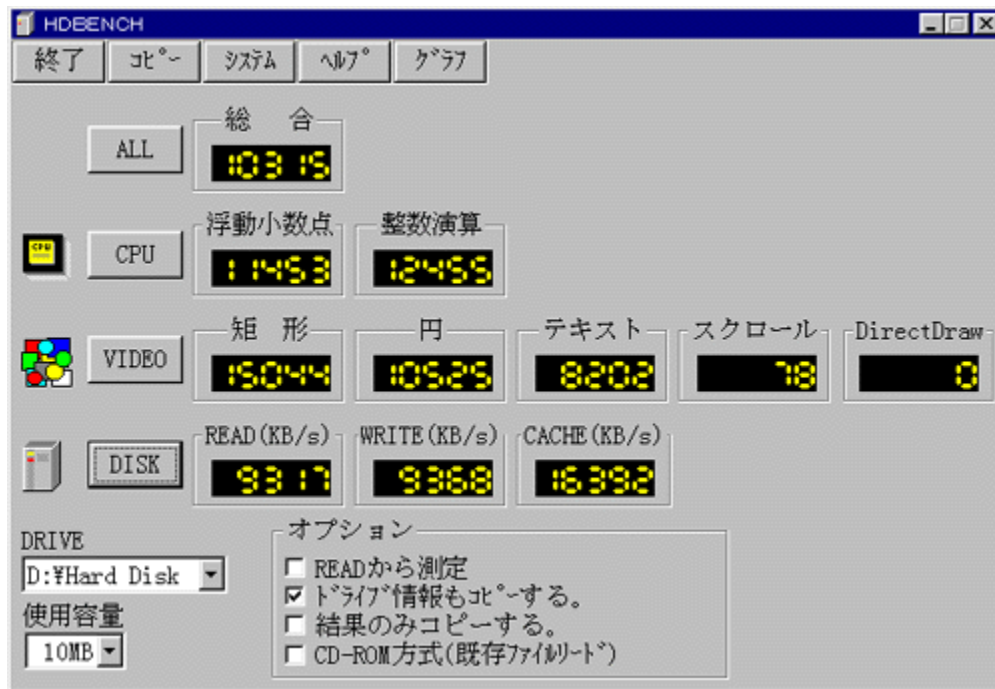 HDBENCH
終了 ｺﾋﾟｰ ｼｽﾃﾑ ﾍﾙﾌﾟ ｸﾞﾗﾌ
総　合
ALL 10315
浮動小数点 整数演算
CPU CPU 11453 12455
矩　形 円 テキスト スクロール DirectDraw
VIDEO 15044 10525 8202 78 0
READ(KB/s) WRITE(KB/s) CACHE(KB/s)
DISK 9317 9368 16392
DRIVE
D:¥Hard Disk
使用容量
10MB
オプション
READから測定
ﾄﾞﾗｲﾌﾞ情報もｺﾋﾟｰする。
結果のみコピーする。
CD-ROM方式(既存ﾌｧｲﾙﾘｰﾄﾞ)